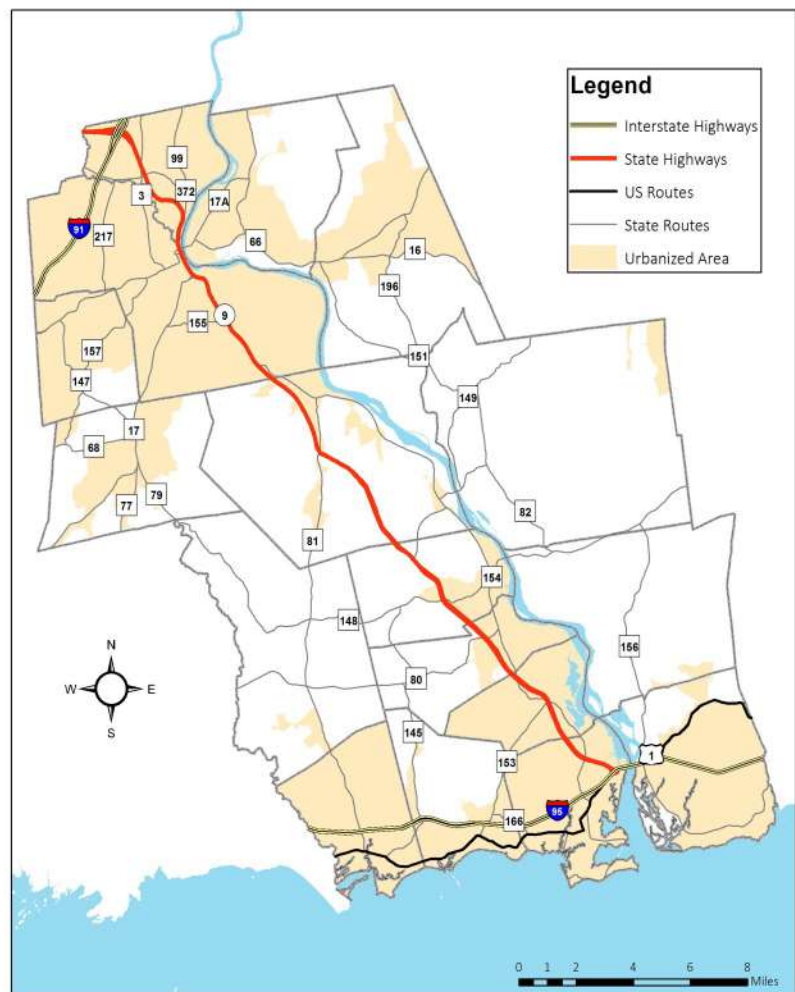 Legend
Interstate Highways
State Highways
US Routes
State Routes
Urbanized Area
99
3
372
17A
91
217
66
16
196
155
9
157
151
147
149
17
68
79
77
82
81
154
148
156
80
145
1
153
95
166
N
W E
S
0 1 2 4 6 8
Miles